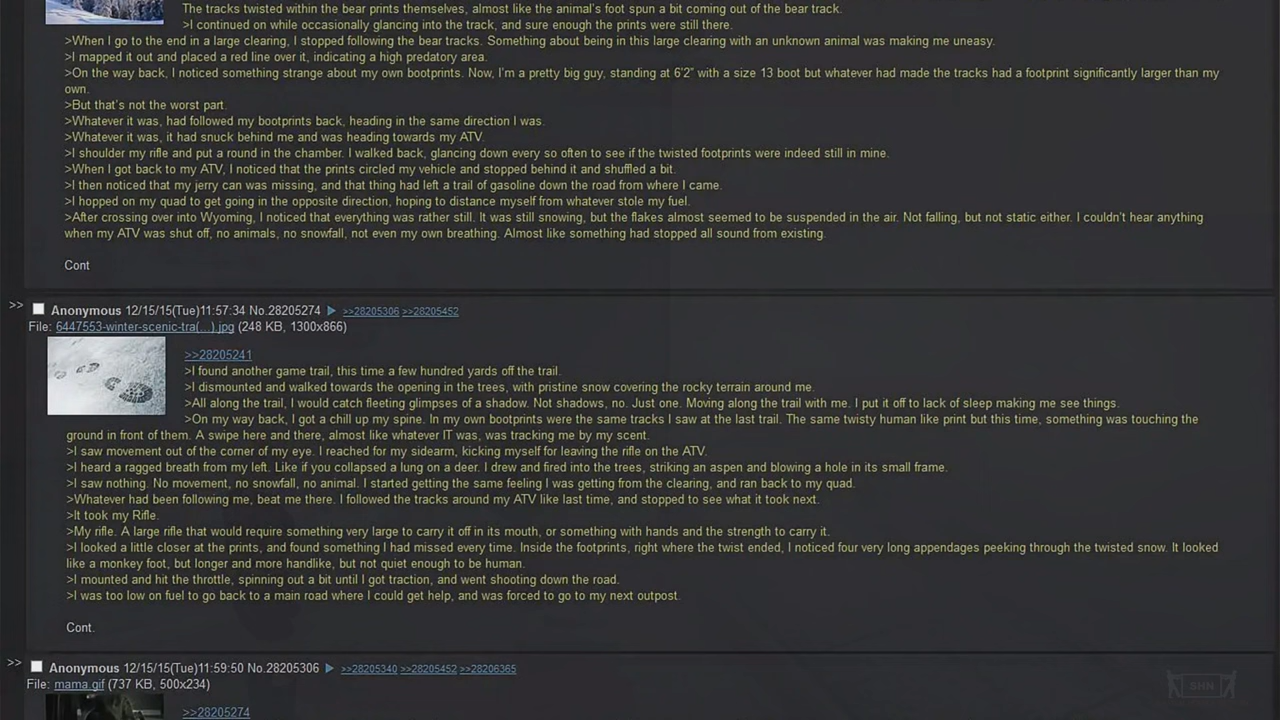 The tracks twisted within the bear prints themselves, almost like the animal's foot spun a bit coming out of the bear track.
>I continued on while occasionally glancing into the track, and sure enough the prints were still there.
>When I go to the end in a large clearing, I stopped following the bear tracks. Something about being in this large clearing with an unknown animal was making me uneasy.
>I mapped it out and placed a red line over it, indicating a high predatory area.
>On the way back, I noticed something strange about my own bootprints. Now, I'm a pretty big guy, standing at 6'2" with a size 13 boot but whatever had made the tracks had a footprint significantly larger than my
own.
>But that's not the worst part.
>Whatever it was, had followed my bootprints back, heading in the same direction I was.
>Whatever it was, it had snuck behind me and was heading towards my ATV.
>I shoulder my rifle and put a round in the chamber. I walked back, glancing down every so often to see if the twisted footprints were indeed still in mine.
>When I got back to my ATV, I noticed that the prints circled my vehicle and stopped behind it and shuffled a bit.
>I then noticed that my jerry can was missing, and that thing had left a trail of gasoline down the road from where I came.
>I hopped on my quad to get going in the opposite direction, hoping to distance myself from whatever stole my fuel.
>After crossing over into Wyoming, I noticed that everything was rather still. It was still snowing, but the flakes almost seemed to be suspended in the air. Not falling, but not static either. I couldn't hear anything
when my ATV was shut off, no animals, no snowfall, not even my own breathing. Almost like something had stopped all sound from existing.
Cont
>> Anonymous 12/15/15(Tue)11:57:34 No.28205274 ▶ >>28205306 >>28205452
File: 6447553-winter-scenic-tra(...).jpg (248 KB, 1300x866)
>>28205241
>I found another game trail, this time a few hundred yards off the trail.
>I dismounted and walked towards the opening in the trees, with pristine snow covering the rocky terrain around me.
>All along the trail, I would catch fleeting glimpses of a shadow. Not shadows, no. Just one. Moving along the trail with me. I put it off to lack of sleep making me see things.
>On my way back, I got a chill up my spine. In my own bootprints were the same tracks I saw at the last trail. The same twisty human like print but this time, something was touching the
ground in front of them. A swipe here and there, almost like whatever IT was, was tracking me by my scent.
>I saw movement out of the corner of my eye. I reached for my sidearm, kicking myself for leaving the rifle on the ATV.
>I heard a ragged breath from my left. Like if you collapsed a lung on a deer. I drew and fired into the trees, striking an aspen and blowing a hole in its small frame.
>I saw nothing. No movement, no snowfall, no animal. I started getting the same feeling I was getting from the clearing, and ran back to my quad.
>Whatever had been following me, beat me there. I followed the tracks around my ATV like last time, and stopped to see what it took next.
>It took my Rifle.
>My rifle. A large rifle that would require something very large to carry it off in its mouth, or something with hands and the strength to carry it.
>I looked a little closer at the prints, and found something I had missed every time. Inside the footprints, right where the twist ended, I noticed four very long appendages peeking through the twisted snow. It looked
like a monkey foot, but longer and more handlike, but not quiet enough to be human.
>I mounted and hit the throttle, spinning out a bit until I got traction, and went shooting down the road.
>I was too low on fuel to go back to a main road where I could get help, and was forced to go to my next outpost.
Cont.
>> Anonymous 12/15/15(Tue)11:59:50 No.28205306 ▶ >>28205340 >>28205452 >>28206365
File: mama.gif (737 KB, 500x234)
>>28205274
SHN